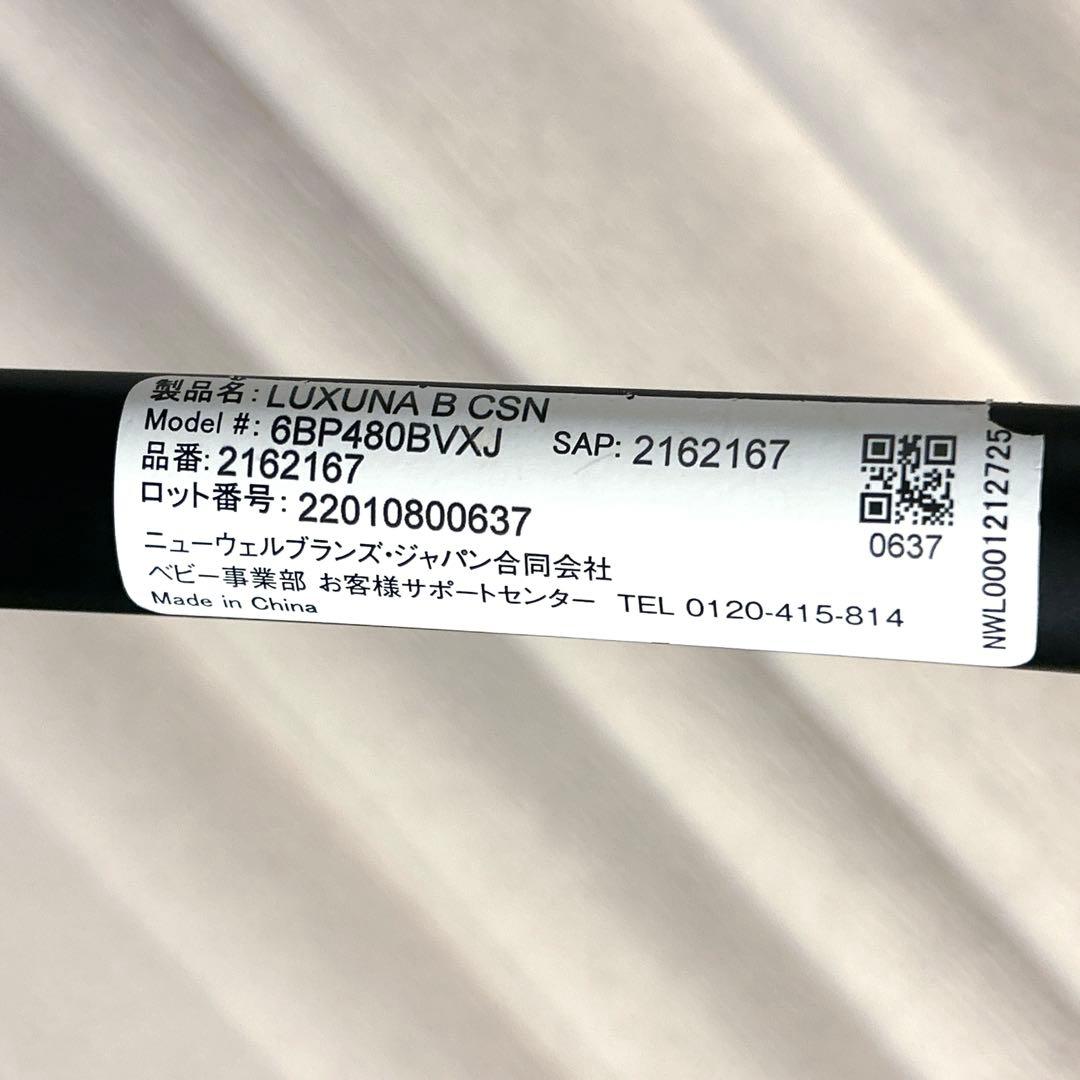 製品名: LUXUNA B CSN
Model #: 6BP480BVXJ SAP: 2162167
品番: 2162167
ロット番号: 22010800637
ニューウェルブランズ・ジャパン合同会社
ベビー事業部 お客様サポートセンター TEL 0120-415-814
Made in China
0637
NWL0001212725